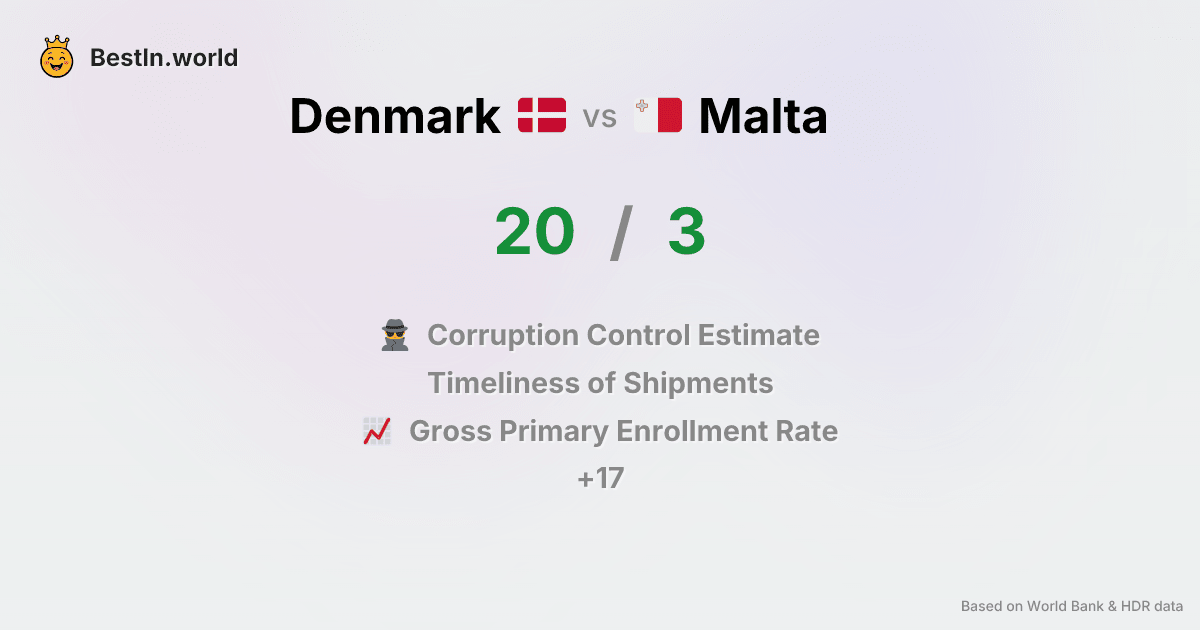 BestIn.world
Denmark vs Malta
20 / 3
Corruption Control Estimate
Timeliness of Shipments
Gross Primary Enrollment Rate
+17
Based on World Bank & HDR data